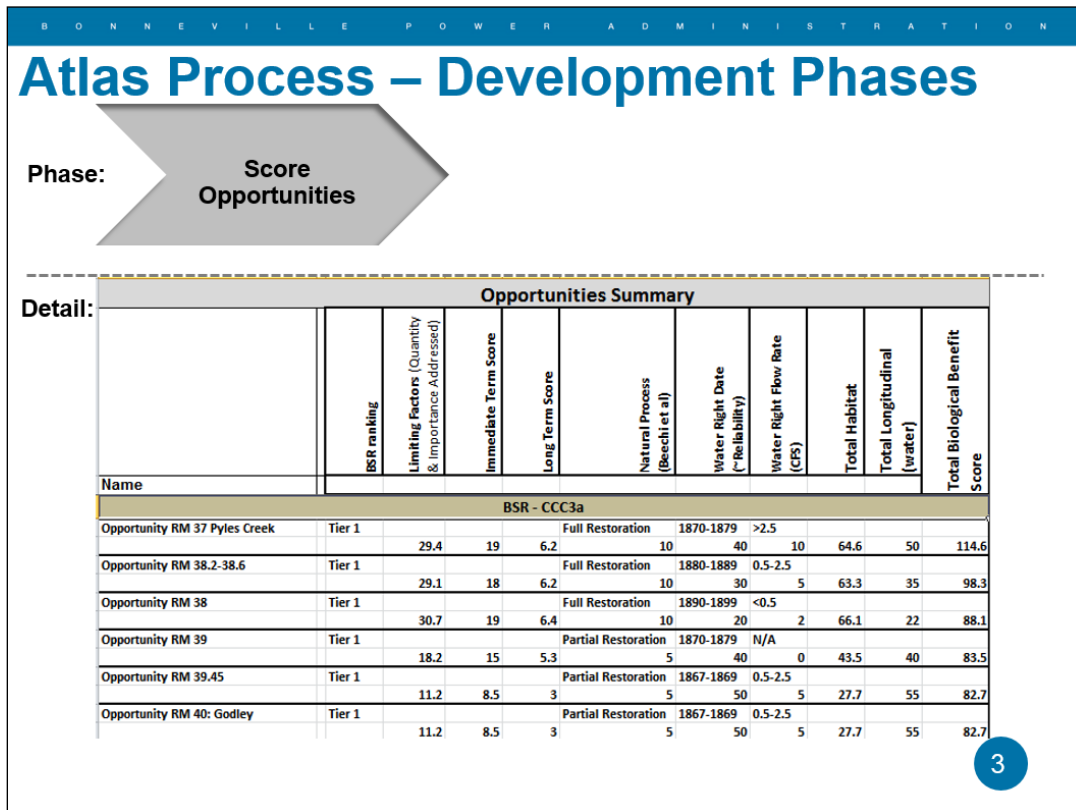 BONNEVILLE POWER ADMINISTRATION
Atlas Process – Development Phases
Phase:
Score
Opportunities
Detail:
Opportunities Summary
BSR ranking
Limiting Factors (Quantity
& Importance Addressed)
Immediate Term Score
Long Term Score
Natural Process
(Beechi et al)
Water Right Date
(~Reliability)
Water Right Flow Rate
(CFS)
Total Habitat
Total Longitudinal
(water)
Total Biological Benefit
Score
Name
BSR - CCC3a
Opportunity RM 37 Pyles Creek Tier 1 Full Restoration 1870-1879 >2.5
29.4 19 6.2 10 40 10 64.6 50 114.6
Opportunity RM 38.2-38.6 Tier 1 Full Restoration 1880-1889 0.5-2.5
29.1 18 6.2 10 30 5 63.3 35 98.3
Opportunity RM 38 Tier 1 Full Restoration 1890-1899 <0.5
30.7 19 6.4 10 20 2 66.1 22 88.1
Opportunity RM 39 Tier 1 Partial Restoration 1870-1879 N/A
18.2 15 5.3 5 40 0 43.5 40 83.5
Opportunity RM 39.45 Tier 1 Partial Restoration 1867-1869 0.5-2.5
11.2 8.5 3 5 50 5 27.7 55 82.7
Opportunity RM 40: Godley Tier 1 Partial Restoration 1867-1869 0.5-2.5
11.2 8.5 3 5 50 5 27.7 55 82.7
3